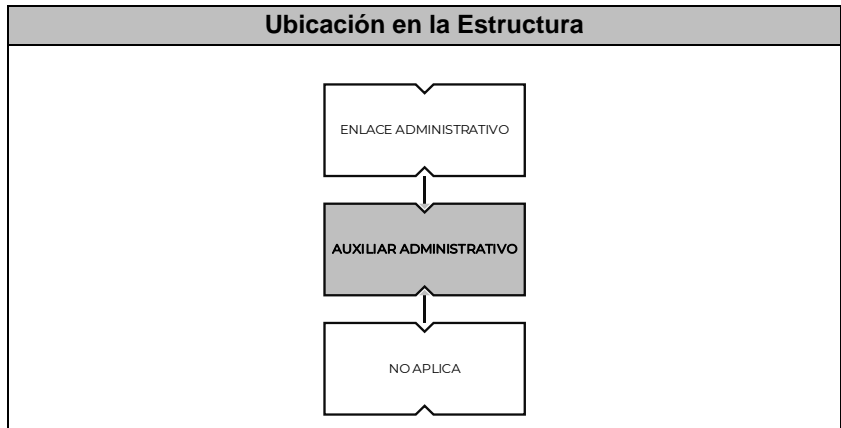 Ubicación en la Estructura
ENLACE ADMINISTRATIVO
AUXILIAR ADMINISTRATIVO
NO APLICA